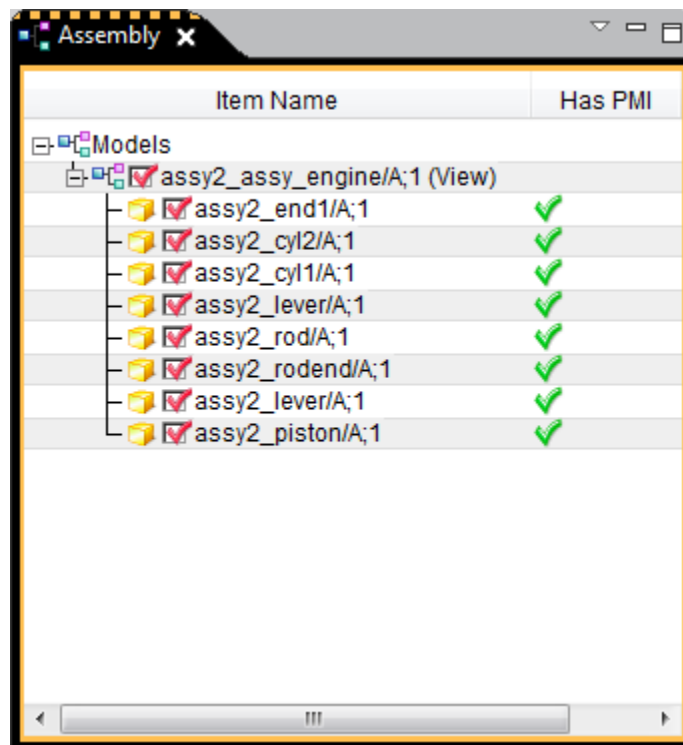 Assembly
Item Name Has PMI
Models
assy2_assy_engine/A;1 (View)
assy2_end1/A;1
assy2_cyl2/A;1
assy2_cyl1/A;1
assy2_lever/A;1
assy2_rod/A;1
assy2_rodend/A;1
assy2_lever/A;1
assy2_piston/A;1